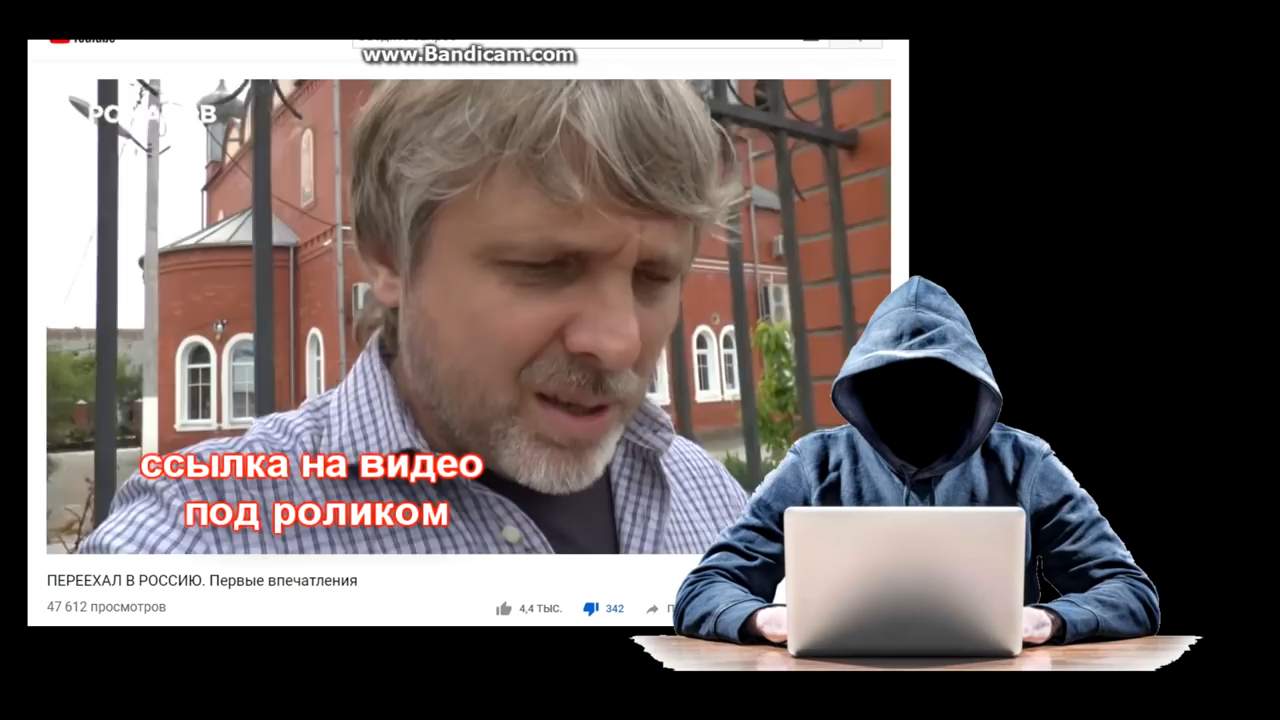 www.Bandicam.com
ссылка на видео
под роликом
ПЕРЕЕХАЛ В РОССИЮ. Первые впечатления
47 612 просмотров
4,4 ТЫС. 342